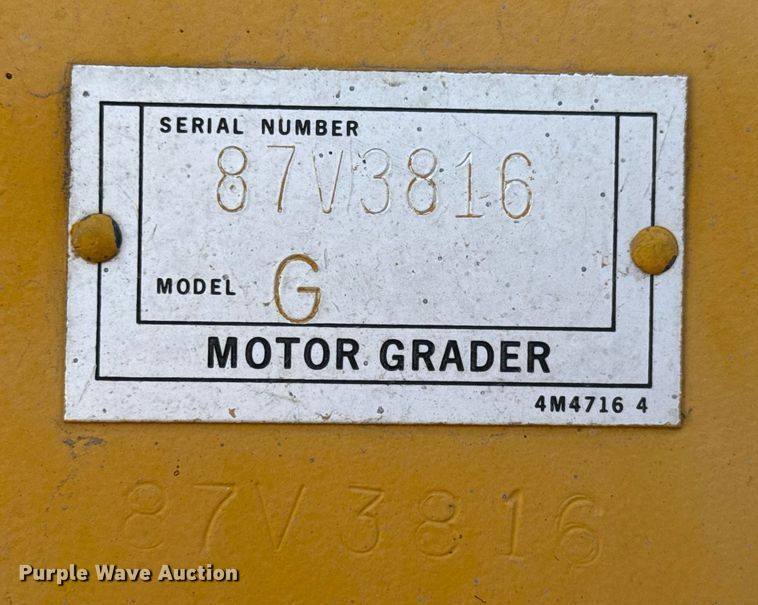 SERIAL NUMBER
87V3816
MODEL G
MOTOR GRADER
4M4716 4
87V3816
Purple Wave Auction